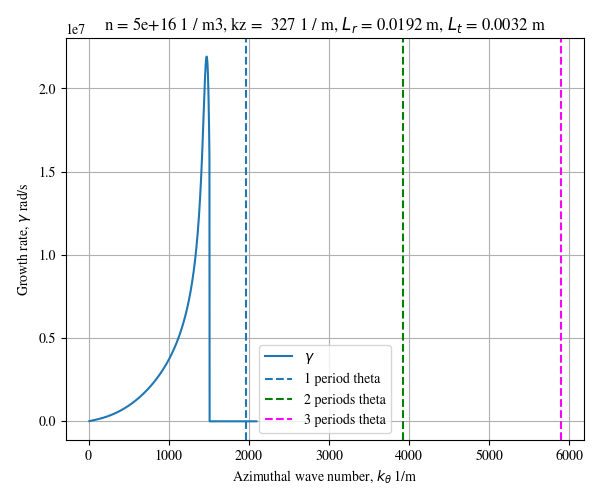 n = 5e+16 1 / m3, kz = 327 1 / m, L_r = 0.0192 m, L_t = 0.0032 m
1e7
2.0
1.5
1.0
0.5
0.0
Growth rate, γ rad/s
γ
1 period theta
2 periods theta
3 periods theta
0 1000 2000 3000 4000 5000 6000
Azimuthal wave number, k_θ 1/m